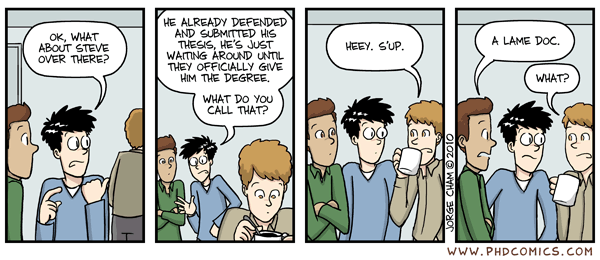 OK, WHAT
ABOUT STEVE
OVER THERE?
HE ALREADY DEFENDED
AND SUBMITTED HIS
THESIS, HE'S JUST
WAITING AROUND UNTIL
THEY OFFICIALLY GIVE
HIM THE DEGREE.
WHAT DO YOU
CALL THAT?
HEEY. S'UP.
JORGE CHAM © 2010
A LAME DOC.
WHAT?
WWW.PHDCOMICS.COM